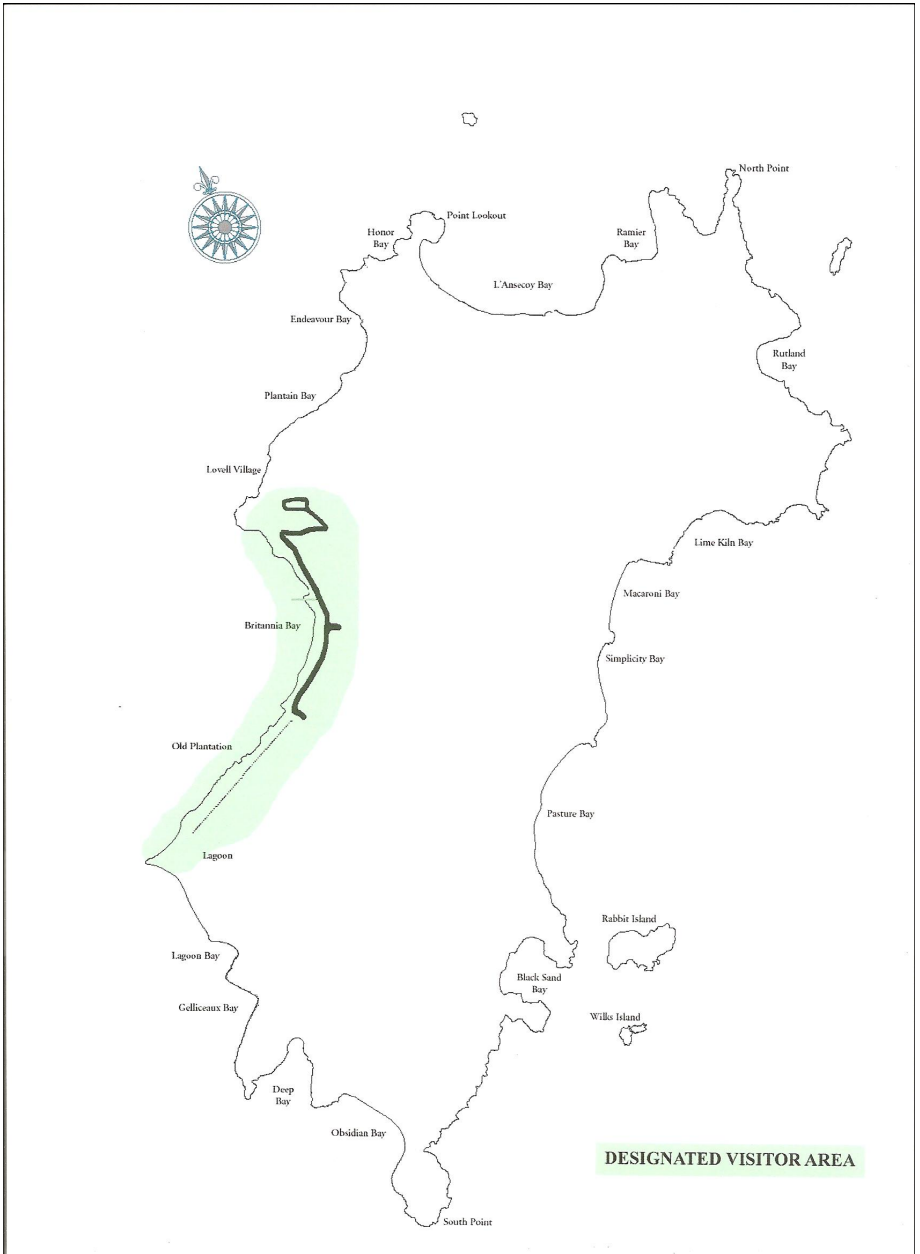 North Point
Point Lookout
Honor
Bay
Ramier
Bay
L'Ansecoy Bay
Endeavour Bay
Rutland
Bay
Plantain Bay
Lovell Village
Lime Kiln Bay
Macaroni Bay
Britannia Bay
Simplicity Bay
Old Plantation
Pasture Bay
Lagoon
Rabbit Island
Lagoon Bay
Black Sand
Bay
Gelliceaux Bay
Wilks Island
Deep
Bay
Obsidian Bay
DESIGNATED VISITOR AREA
South Point